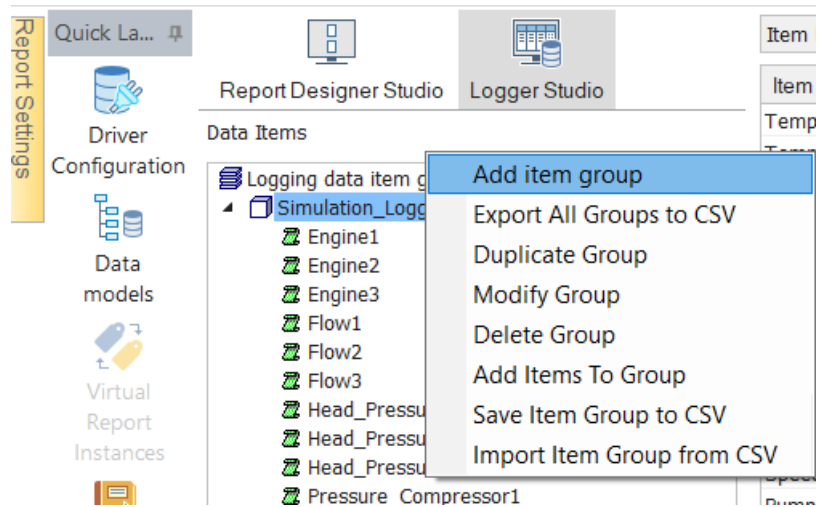 Report Settings
Quick La...
Driver
Configuration
Data
models
Virtual
Report
Instances
Report Designer Studio
Logger Studio
Data Items
Logging data item g
Simulation_Logg
Engine1
Engine2
Engine3
Flow1
Flow2
Flow3
Head_Pressu
Head_Pressu
Head_Pressu
Pressure_Compressor1
Add item group
Export All Groups to CSV
Duplicate Group
Modify Group
Delete Group
Add Items To Group
Save Item Group to CSV
Import Item Group from CSV
Item
Item
Temp